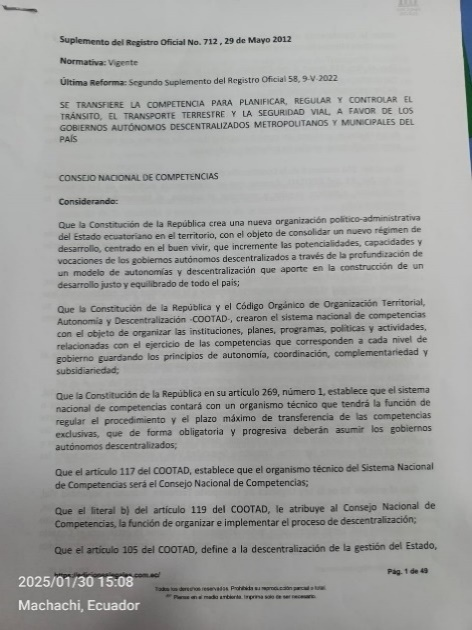 Suplemento del Registro Oficial No. 712 , 29 de Mayo 2012
Normativa: Vigente
Última Reforma: Segundo Suplemento del Registro Oficial 58, 9-V-2022
SE TRANSFIERE LA COMPETENCIA PARA PLANIFICAR, REGULAR Y CONTROLAR EL
TRÁNSITO, EL TRANSPORTE TERRESTRE Y LA SEGURIDAD VIAL, A FAVOR DE LOS
GOBIERNOS AUTÓNOMOS DESCENTRALIZADOS METROPOLITANOS Y MUNICIPALES DEL
PAÍS
CONSEJO NACIONAL DE COMPETENCIAS
Considerando:
Que la Constitución de la República crea una nueva organización político-administrativa
del Estado ecuatoriano en el territorio, con el objeto de consolidar un nuevo régimen de
desarrollo, centrado en el buen vivir, que incremente las potencialidades, capacidades y
vocaciones de los gobiernos autónomos descentralizados a través de la profundización de
un modelo de autonomías y descentralización que aporte en la construcción de un
desarrollo justo y equilibrado de todo el país;
Que la Constitución de la República y el Código Orgánico de Organización Territorial,
Autonomía y Descentralización -COOTAD-, crearon el sistema nacional de competencias
con el objeto de organizar las instituciones, planes, programas, políticas y actividades,
relacionadas con el ejercicio de las competencias que corresponden a cada nivel de
gobierno guardando los principios de autonomía, coordinación, complementariedad y
subsidiariedad;
Que la Constitución de la República en su artículo 269, número 1, establece que el sistema
nacional de competencias contará con un organismo técnico que tendrá la función de
regular el procedimiento y el plazo máximo de transferencia de las competencias
exclusivas, que de forma obligatoria y progresiva deberán asumir los gobiernos
autónomos descentralizados;
Que el artículo 117 del COOTAD, establece que el organismo técnico del Sistema Nacional
de Competencias será el Consejo Nacional de Competencias;
Que el literal b) del artículo 119 del COOTAD, le atribuye al Consejo Nacional de
Competencias, la función de organizar e implementar el proceso de descentralización;
Que el artículo 105 del COOTAD, define a la descentralización de la gestión del Estado,
Pág. 1 de 49
Todos los derechos reservados. Prohibida su reproducción parcial o total.
Piense en el medio ambiente. Imprima solo de ser necesario.
2025/01/30 15:08
Machachi, Ecuador